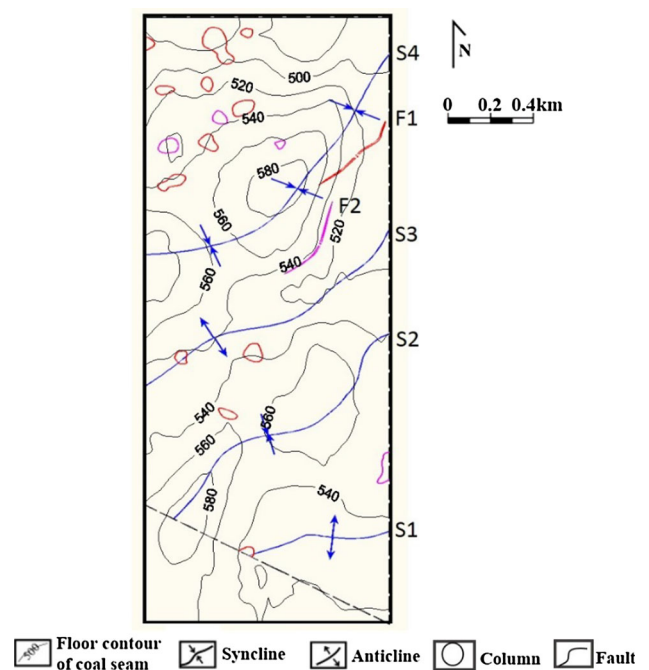 S4
N
500
520
0 0.2 0.4km
540
F1
580
F2
560
520
S3
540
560
S2
540
560
560
580
540
S1
500 Floor contour of coal seam
Syncline
Anticline
Column
Fault